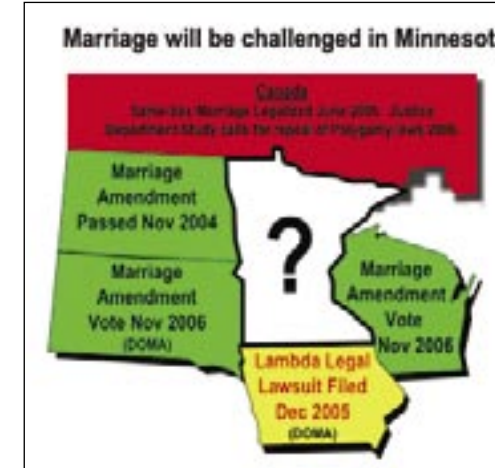 Marriage will be challenged in Minnesot
Canada
Same-Sex Marriage Legalized June 2005. Justice
Department Study calls for repeal of Polygamy laws 2006.
Marriage
Amendment
Passed Nov 2004
?
Marriage
Amendment
Vote Nov 2006
(DOMA)
Marriage
Amendment
Vote
Nov 2006
Lambda Legal
Lawsuit Filed
Dec 2005
(DOMA)